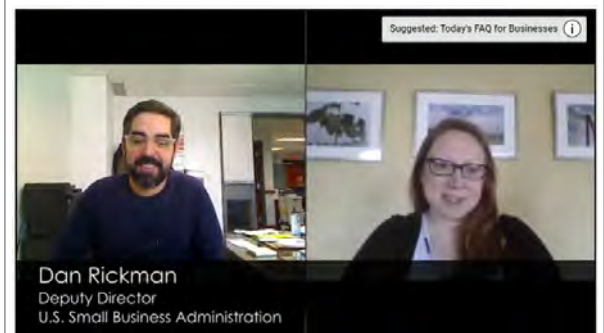 Suggested: Today's FAQ for Businesses i
Dan Rickman
Deputy Director
U.S. Small Business Administration